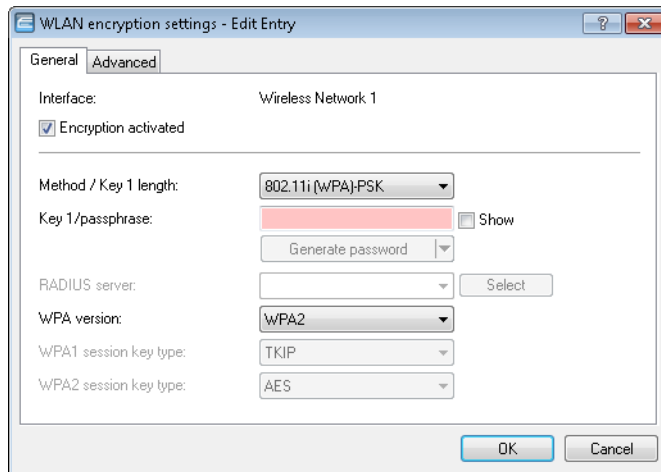 WLAN encryption settings - Edit Entry
General Advanced
Interface: Wireless Network 1
Encryption activated
Method / Key 1 length: 802.11i (WPA)-PSK
Key 1/passphrase: Show
Generate password
RADIUS server: Select
WPA version: WPA2
WPA1 session key type: TKIP
WPA2 session key type: AES
OK Cancel